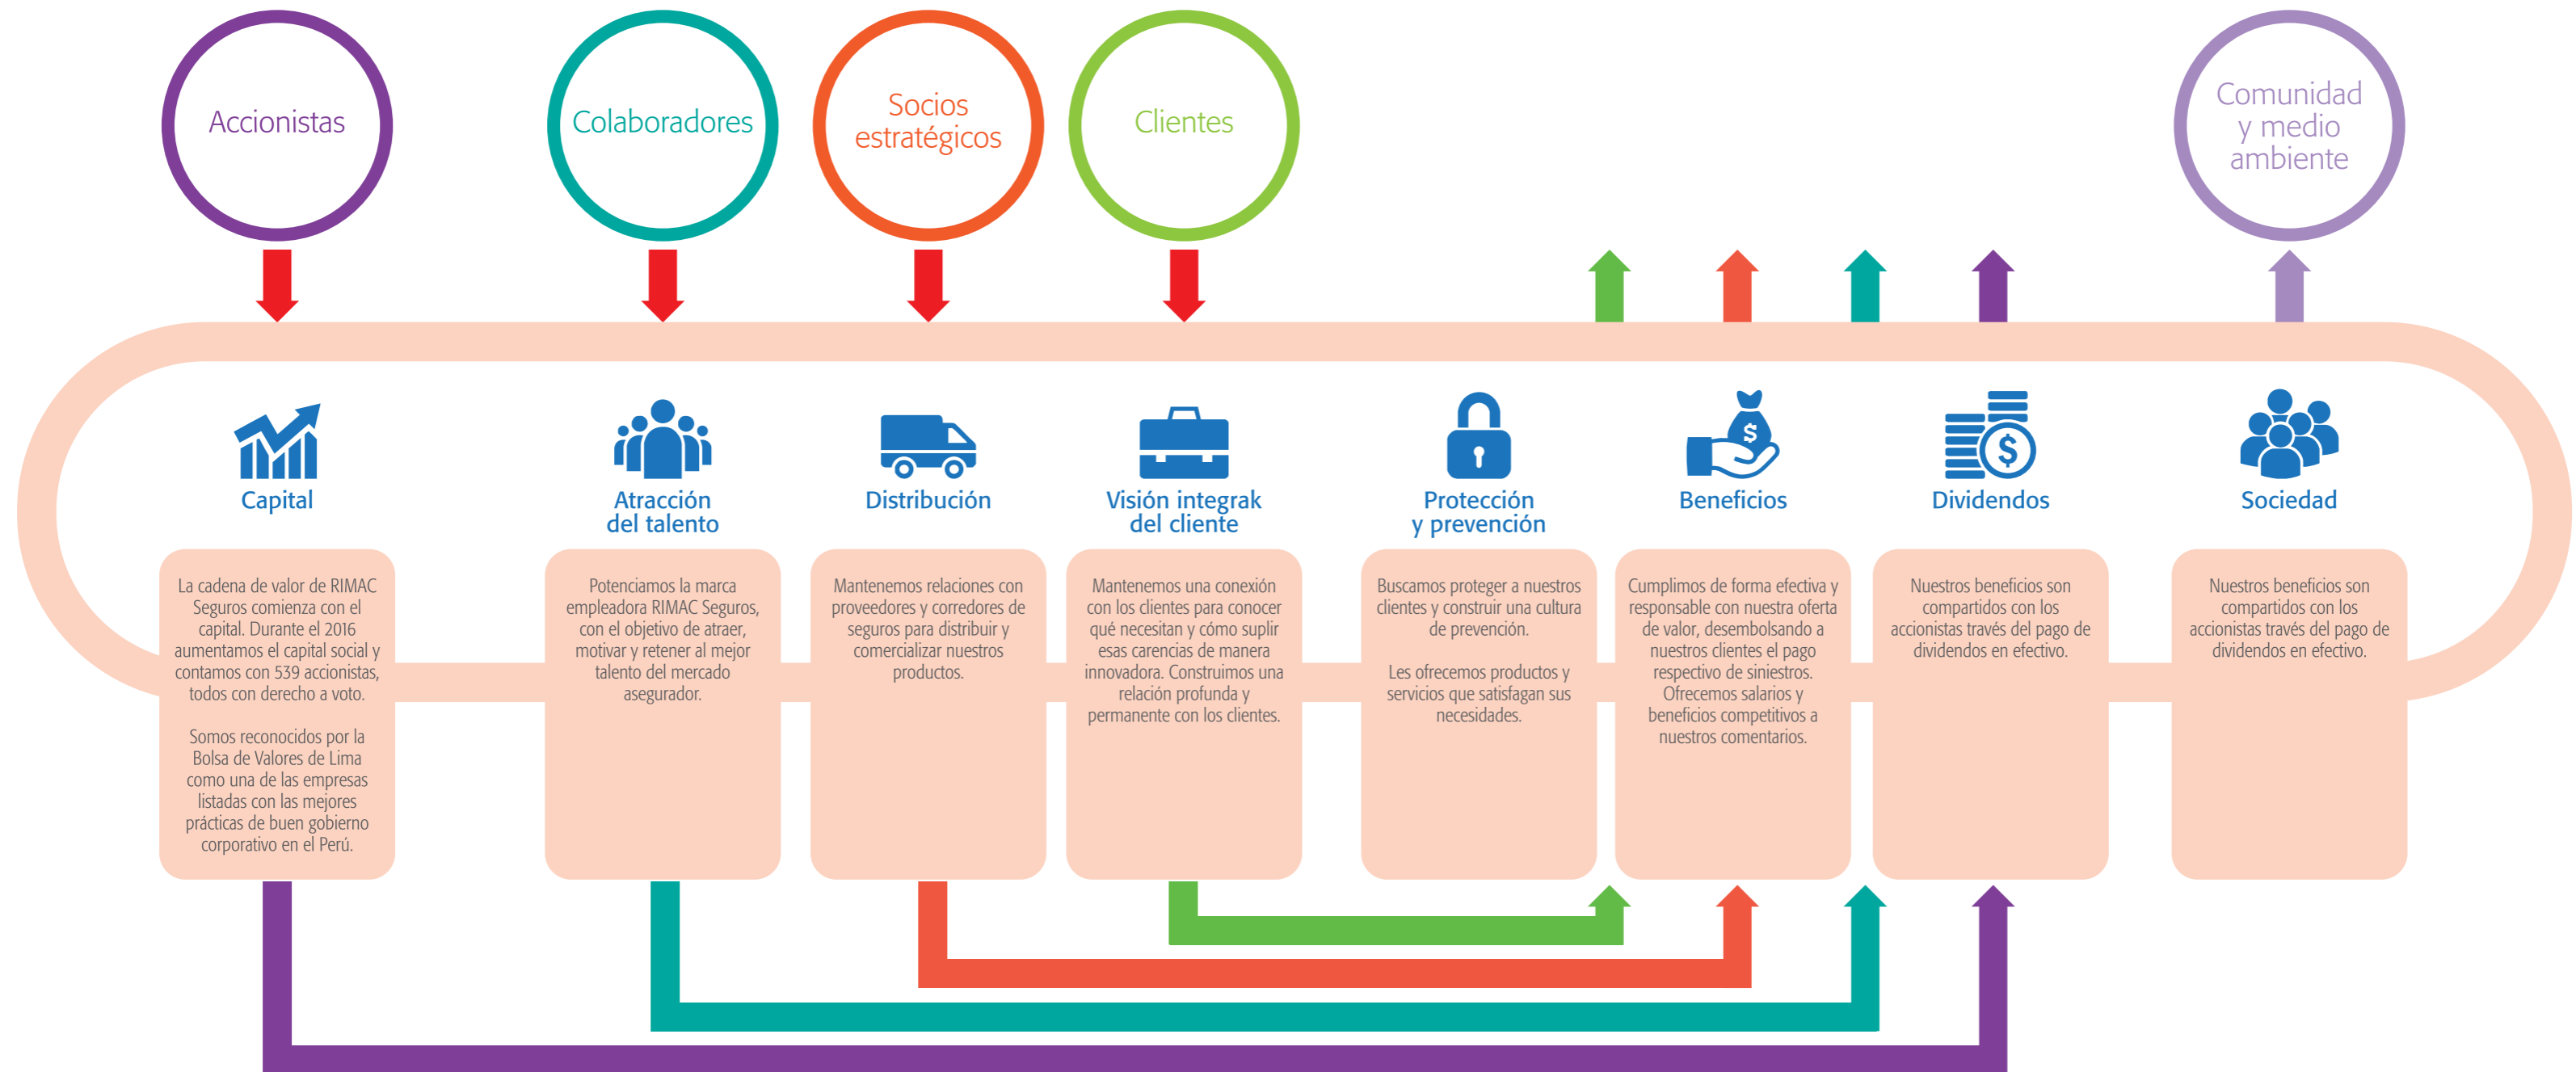 Accionistas
Colaboradores
Socios
estratégicos
Clientes
Comunidad
y medio
ambiente
Capital
Atracción
del talento
Distribución
Visión integrak
del cliente
Protección
y prevención
$
Beneficios
$
Dividendos
Sociedad
La cadena de valor de RIMAC
Seguros comienza con el
capital. Durante el 2016
aumentamos el capital social y
contamos con 539 accionistas,
todos con derecho a voto.
Somos reconocidos por la
Bolsa de Valores de Lima
como una de las empresas
listadas con las mejores
prácticas de buen gobierno
corporativo en el Perú.
Potenciamos la marca
empleadora RIMAC Seguros,
con el objetivo de atraer,
motivar y retener al mejor
talento del mercado
asegurador.
Mantenemos relaciones con
proveedores y corredores de
seguros para distribuir y
comercializar nuestros
productos.
Mantenemos una conexión
con los clientes para conocer
qué necesitan y cómo suplir
esas carencias de manera
innovadora. Construimos una
relación profunda y
permanente con los clientes.
Buscamos proteger a nuestros
clientes y construir una cultura
de prevención.
Les ofrecemos productos y
servicios que satisfagan sus
necesidades.
Cumplimos de forma efectiva y
responsable con nuestra oferta
de valor, desembolsando a
nuestros clientes el pago
respectivo de siniestros.
Ofrecemos salarios y
beneficios competitivos a
nuestros comentarios.
Nuestros beneficios son
compartidos con los
accionistas través del pago de
dividendos en efectivo.
Nuestros beneficios son
compartidos con los
accionistas través del pago de
dividendos en efectivo.